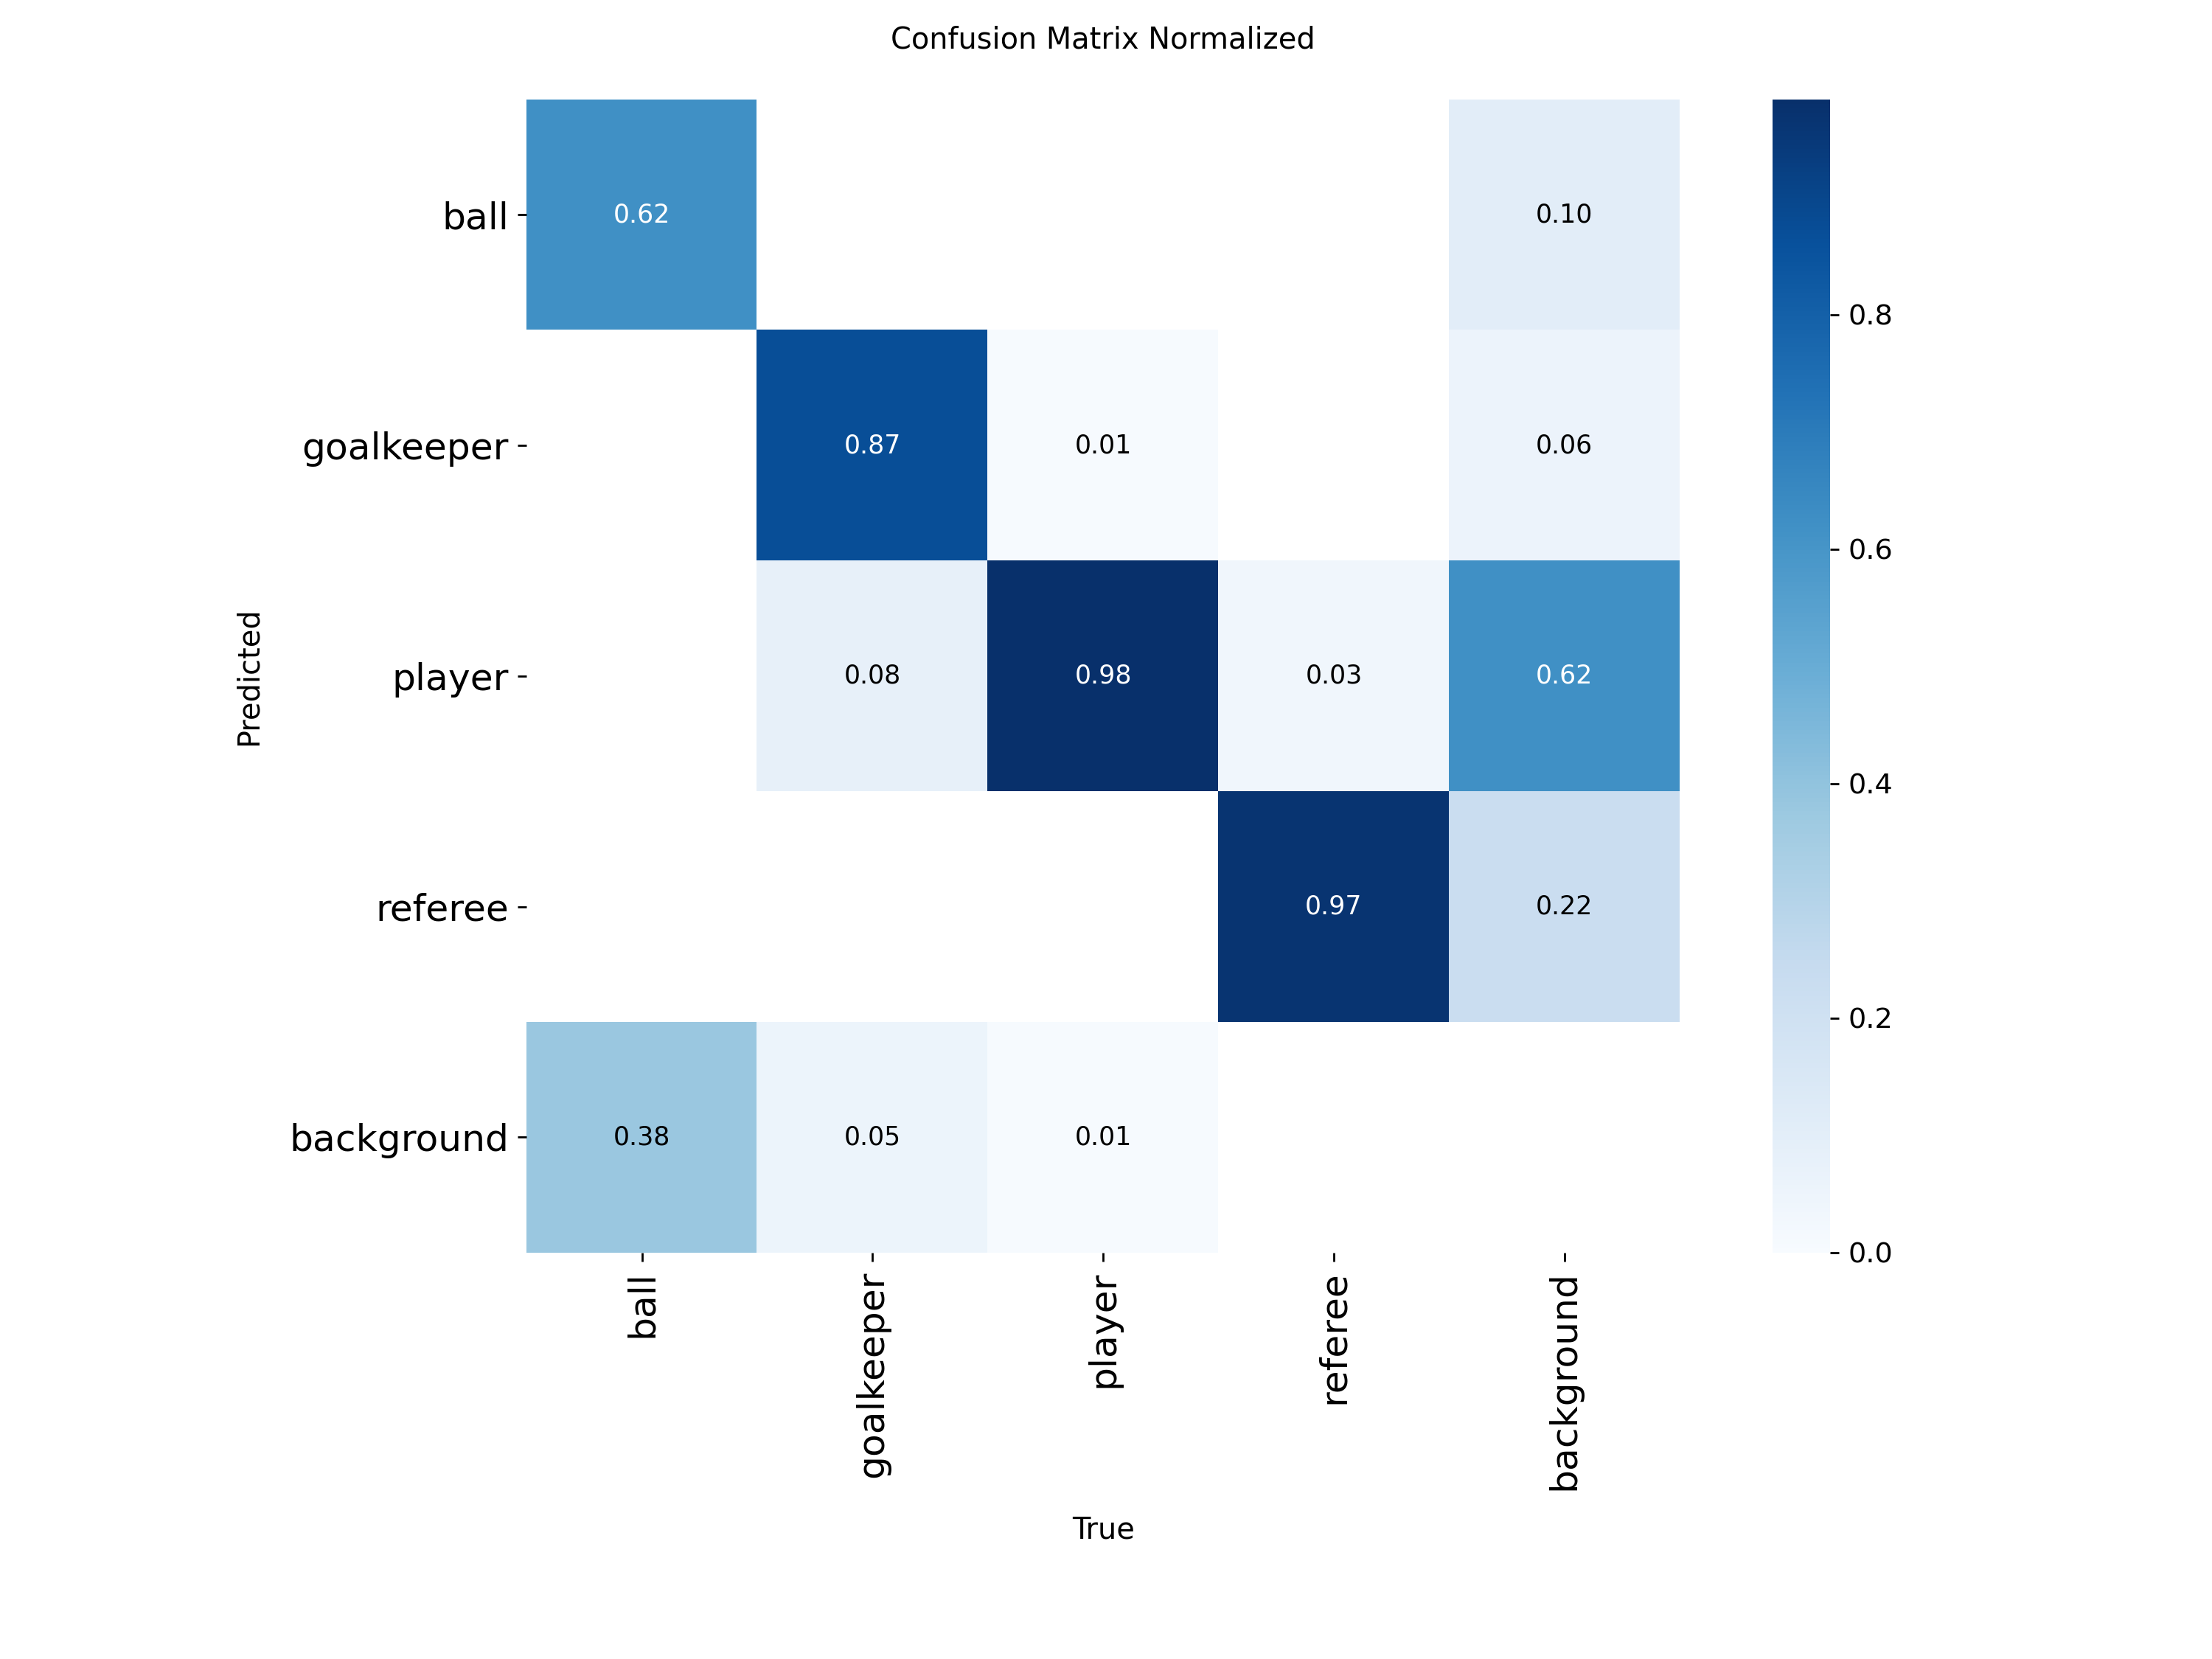 Confusion Matrix Normalized
ball
0.62
0.10
0.8
goalkeeper
0.87
0.01
0.06
0.6
Predicted
player
0.08
0.98
0.03
0.62
0.4
referee
0.97
0.22
0.2
background
0.38
0.05
0.01
0.0
ball
goalkeeper
player
referee
background
True